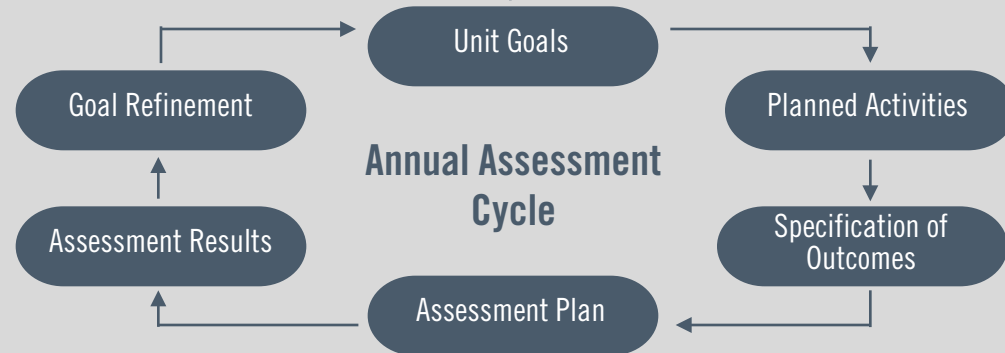 Unit Goals
Goal Refinement
Planned Activities
Annual Assessment
Cycle
Assessment Results
Specification of
Outcomes
Assessment Plan